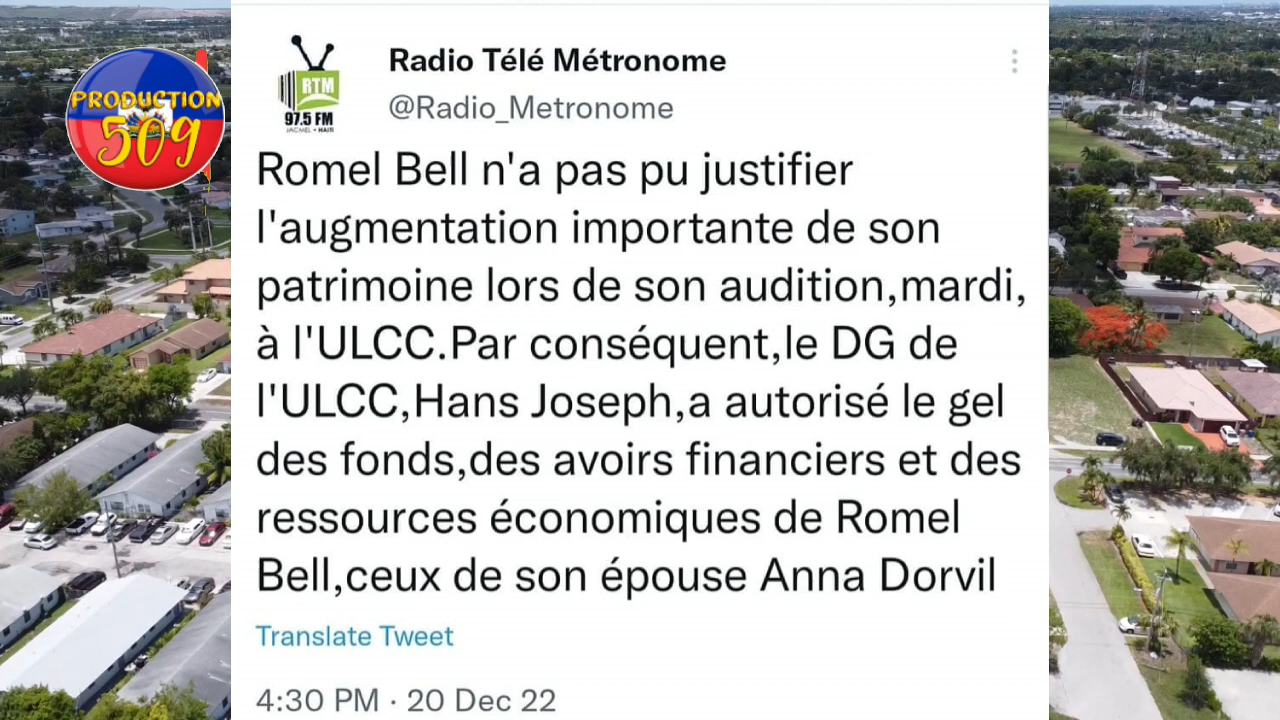 PRODUCTION
509
RTM
97.5 FM
JACMEL • HAITI
Radio Télé Métronome
@Radio_Metronome
Romel Bell n'a pas pu justifier
l'augmentation importante de son
patrimoine lors de son audition,mardi,
à l'ULCC.Par conséquent,le DG de
l'ULCC,Hans Joseph,a autorisé le gel
des fonds,des avoirs financiers et des
ressources économiques de Romel
Bell,ceux de son épouse Anna Dorvil
Translate Tweet
4:30 PM · 20 Dec 22